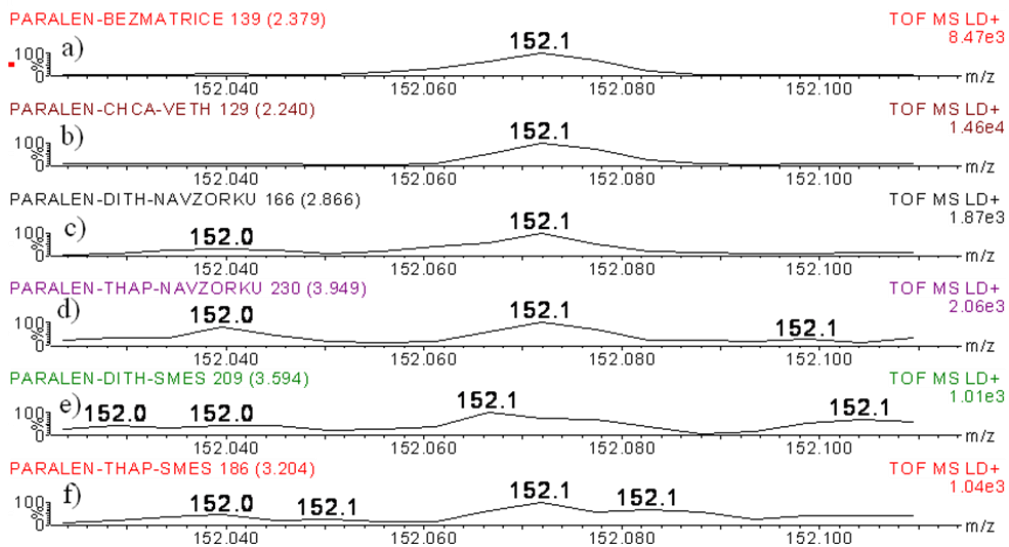 PARALEN-BEZMATRICE 139 (2.379) TOF MS LD+
8.47e3
a) 152.1
100
%
0
152.040 152.060 152.080 152.100 m/z
PARALEN-CHCA-VETH 129 (2.240) TOF MS LD+
1.46e4
b) 152.1
100
%
0
152.040 152.060 152.080 152.100 m/z
PARALEN-DITH-NAVZORKU 166 (2.866) TOF MS LD+
1.87e3
c) 152.0 152.1
100
%
0
152.040 152.060 152.080 152.100 m/z
PARALEN-THAP-NAVZORKU 230 (3.949) TOF MS LD+
2.06e3
d) 152.0 152.1 152.1
100
%
0
152.040 152.060 152.080 152.100 m/z
PARALEN-DITH-SMES 209 (3.594) TOF MS LD+
1.01e3
e) 152.0 152.0 152.1 152.1
100
%
0
152.040 152.060 152.080 152.100 m/z
PARALEN-THAP-SMES 186 (3.204) TOF MS LD+
1.04e3
f) 152.0 152.1 152.1 152.1
100
%
0
152.040 152.060 152.080 152.100 m/z